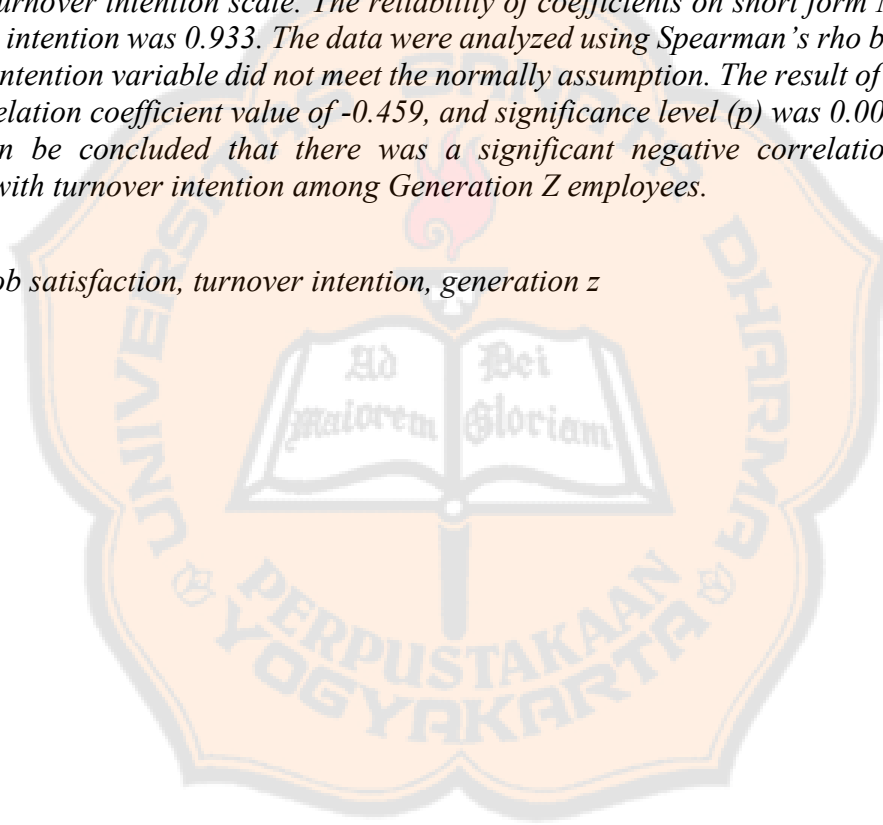 turnover intention scale. The reliability of coefficients on short form
intention was 0.933. The data were analyzed using Spearman’s rho b
ntention variable did not meet the normally assumption. The result of
elation coefficient value of -0.459, and significance level (p) was 0.00
n be concluded that there was a significant negative correlatio
with turnover intention among Generation Z employees.
ob satisfaction, turnover intention, generation z
UNIVERSITAS SANATA DHARMA
Ad Dei
maiorem Gloriam
PERPUSTAKAAN
YOGYAKARTA